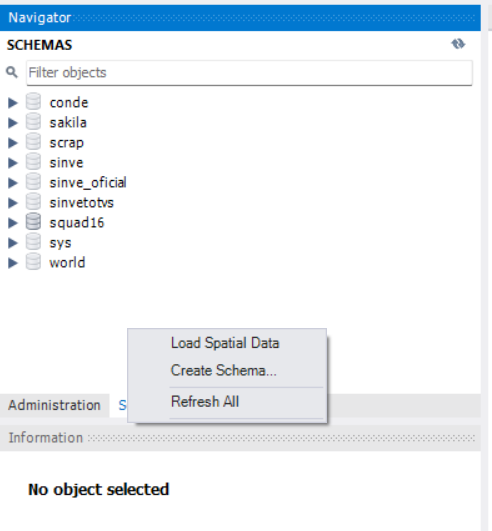 Navigator
SCHEMAS
Filter objects
conde
sakila
scrap
sinve
sinve_oficial
sinvetotvs
squad16
sys
world
Load Spatial Data
Create Schema...
Refresh All
Administration S
Information
No object selected